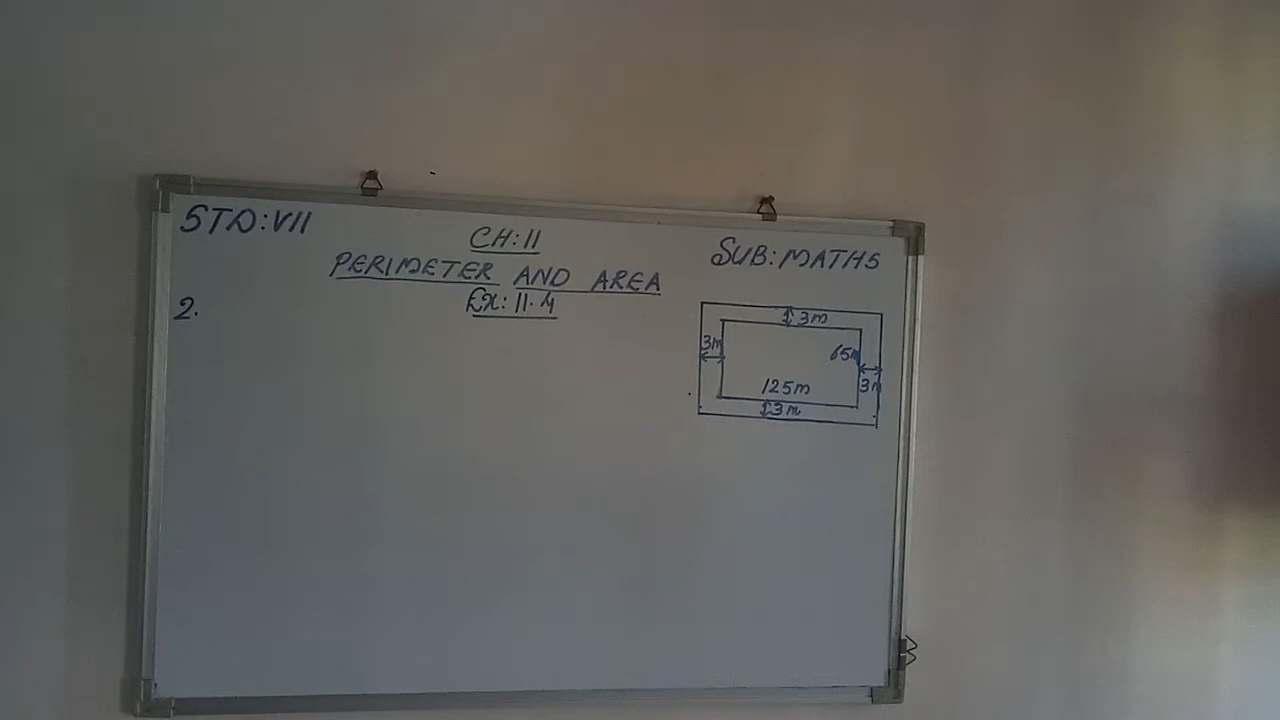 STD:VII
CH:11
SUB:MATHS
PERIMETER AND AREA
EX:11.4
2.
3m
3m
65m
3m
125m
3m